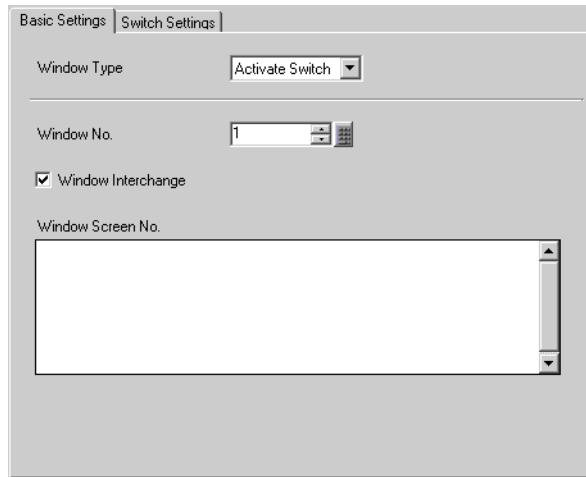 Basic Settings Switch Settings
Window Type Activate Switch
Window No. 1
Window Interchange
Window Screen No.